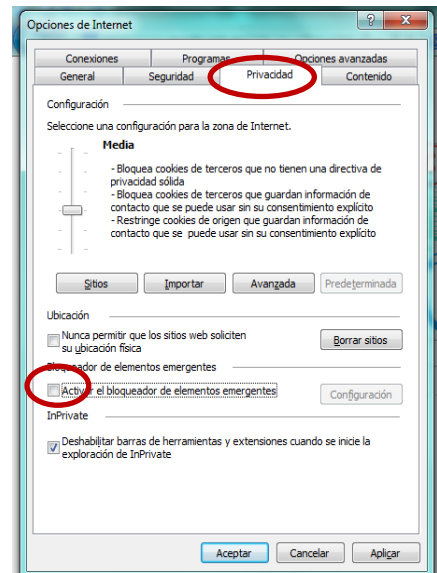 Opciones de Internet
Conexiones Programas Opciones avanzadas
General Seguridad Privacidad Contenido
Configuración
Seleccione una configuración para la zona de Internet.
Media
- Bloquea cookies de terceros que no tienen una directiva de
privacidad sólida
- Bloquea cookies de terceros que guardan información de
contacto que se puede usar sin su consentimiento explícito
- Restringe cookies de origen que guardan información de
contacto que se puede usar sin su consentimiento explícito
Sitios Importar Avanzada Predeterminada
Ubicación
Nunca permitir que los sitios web soliciten
su ubicación física
Borrar sitios
Bloqueador de elementos emergentes
Activar el bloqueador de elementos emergentes
Configuración
InPrivate
Deshabilitar barras de herramientas y extensiones cuando se inicie la
exploración de InPrivate
Aceptar Cancelar Aplicar